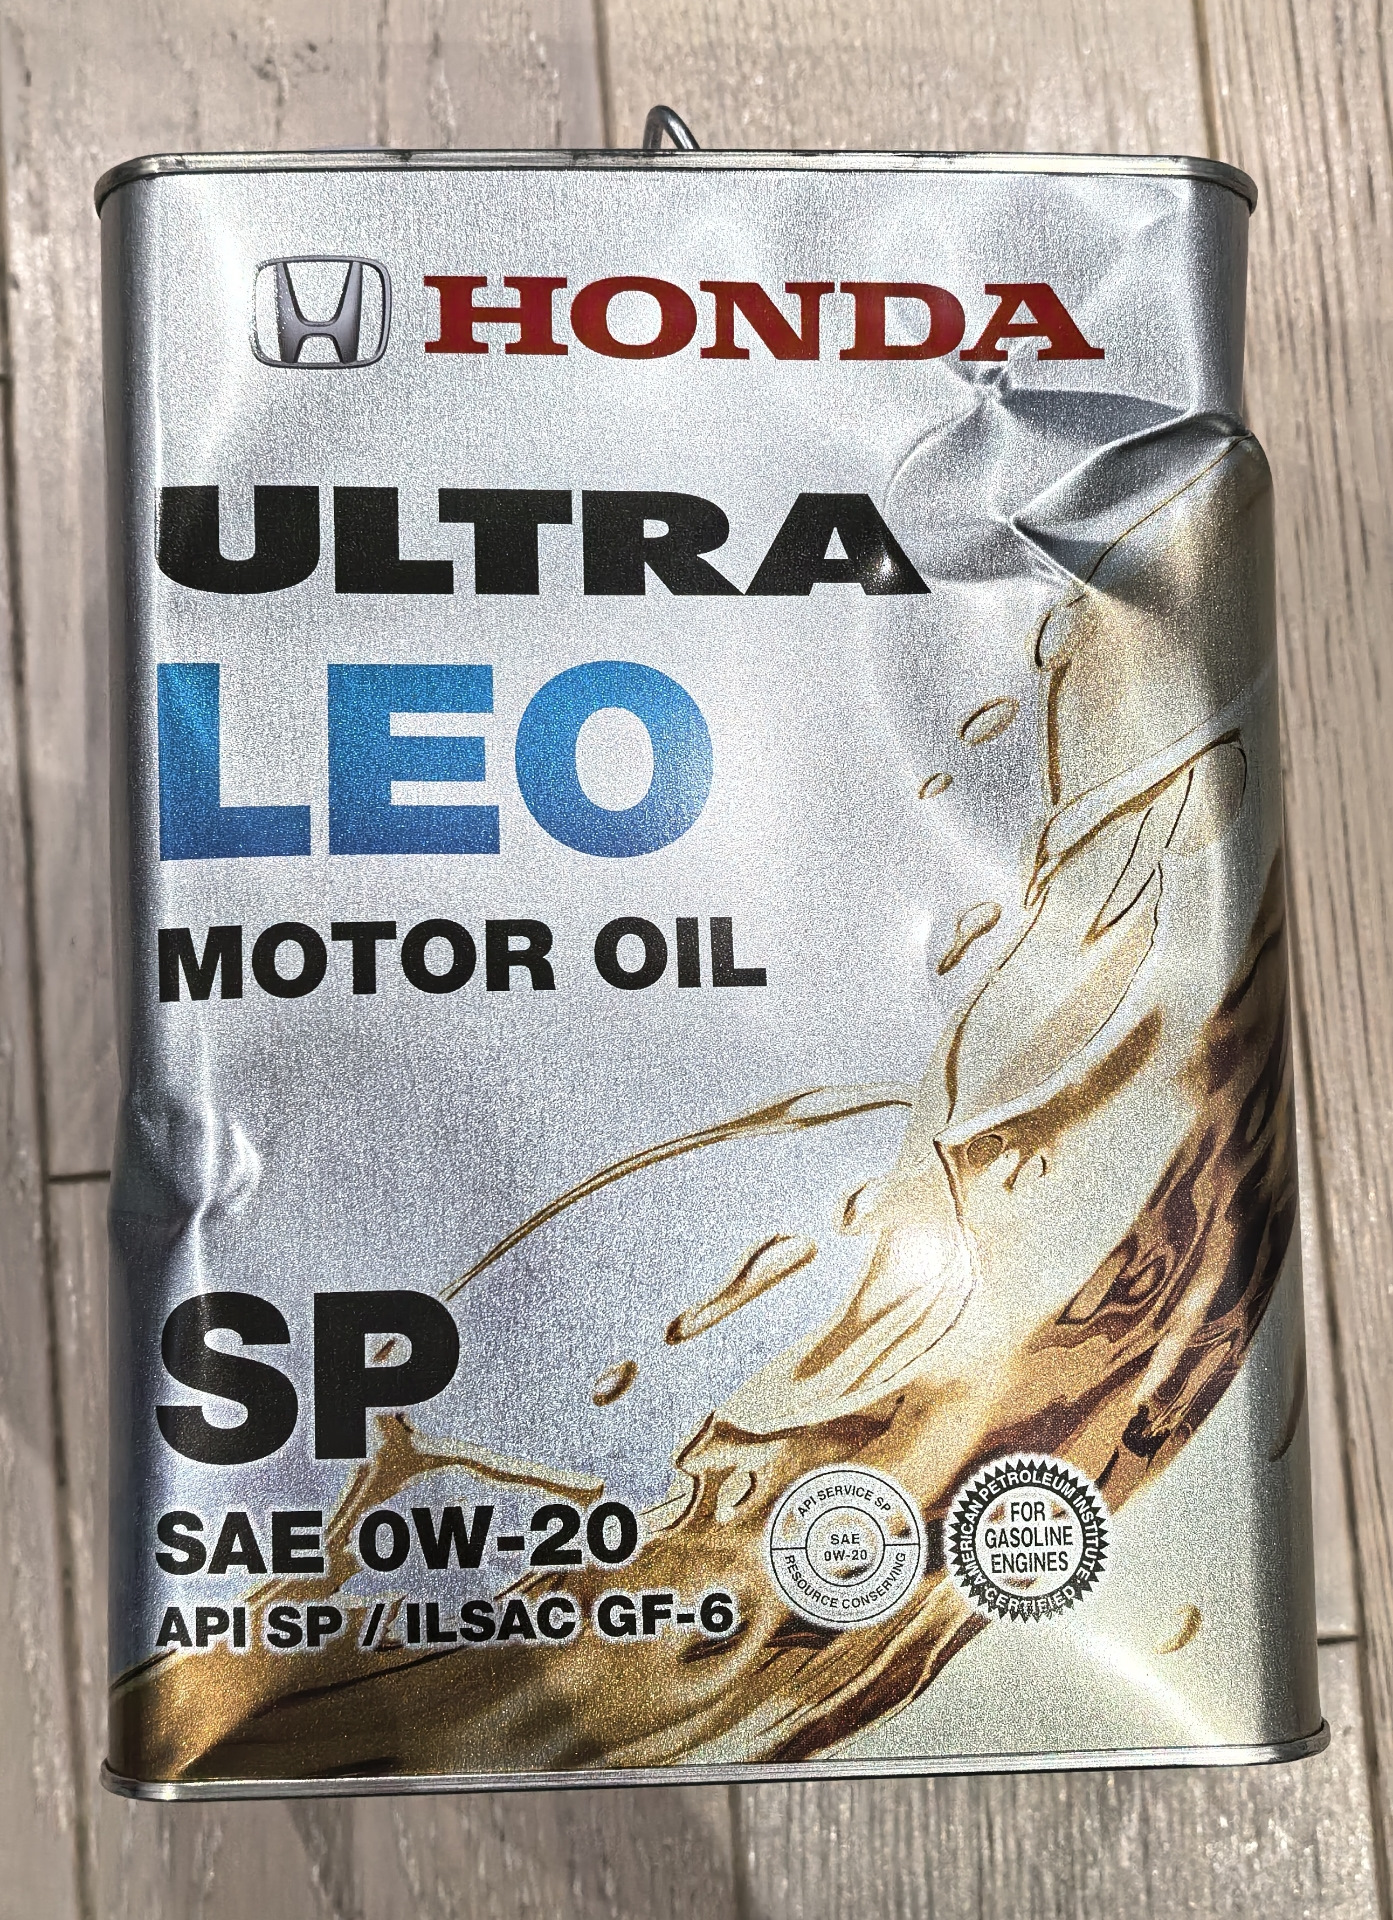 HONDA
ULTRA
LEO
MOTOR OIL
SP
SAE 0W-20
API SP / ILSAC GF-6
API SERVICE SP
SAE
0W-20
RESOURCE CONSERVING
AMERICAN PETROLEUM INSTITUTE
FOR
GASOLINE
ENGINES
CERTIFIED